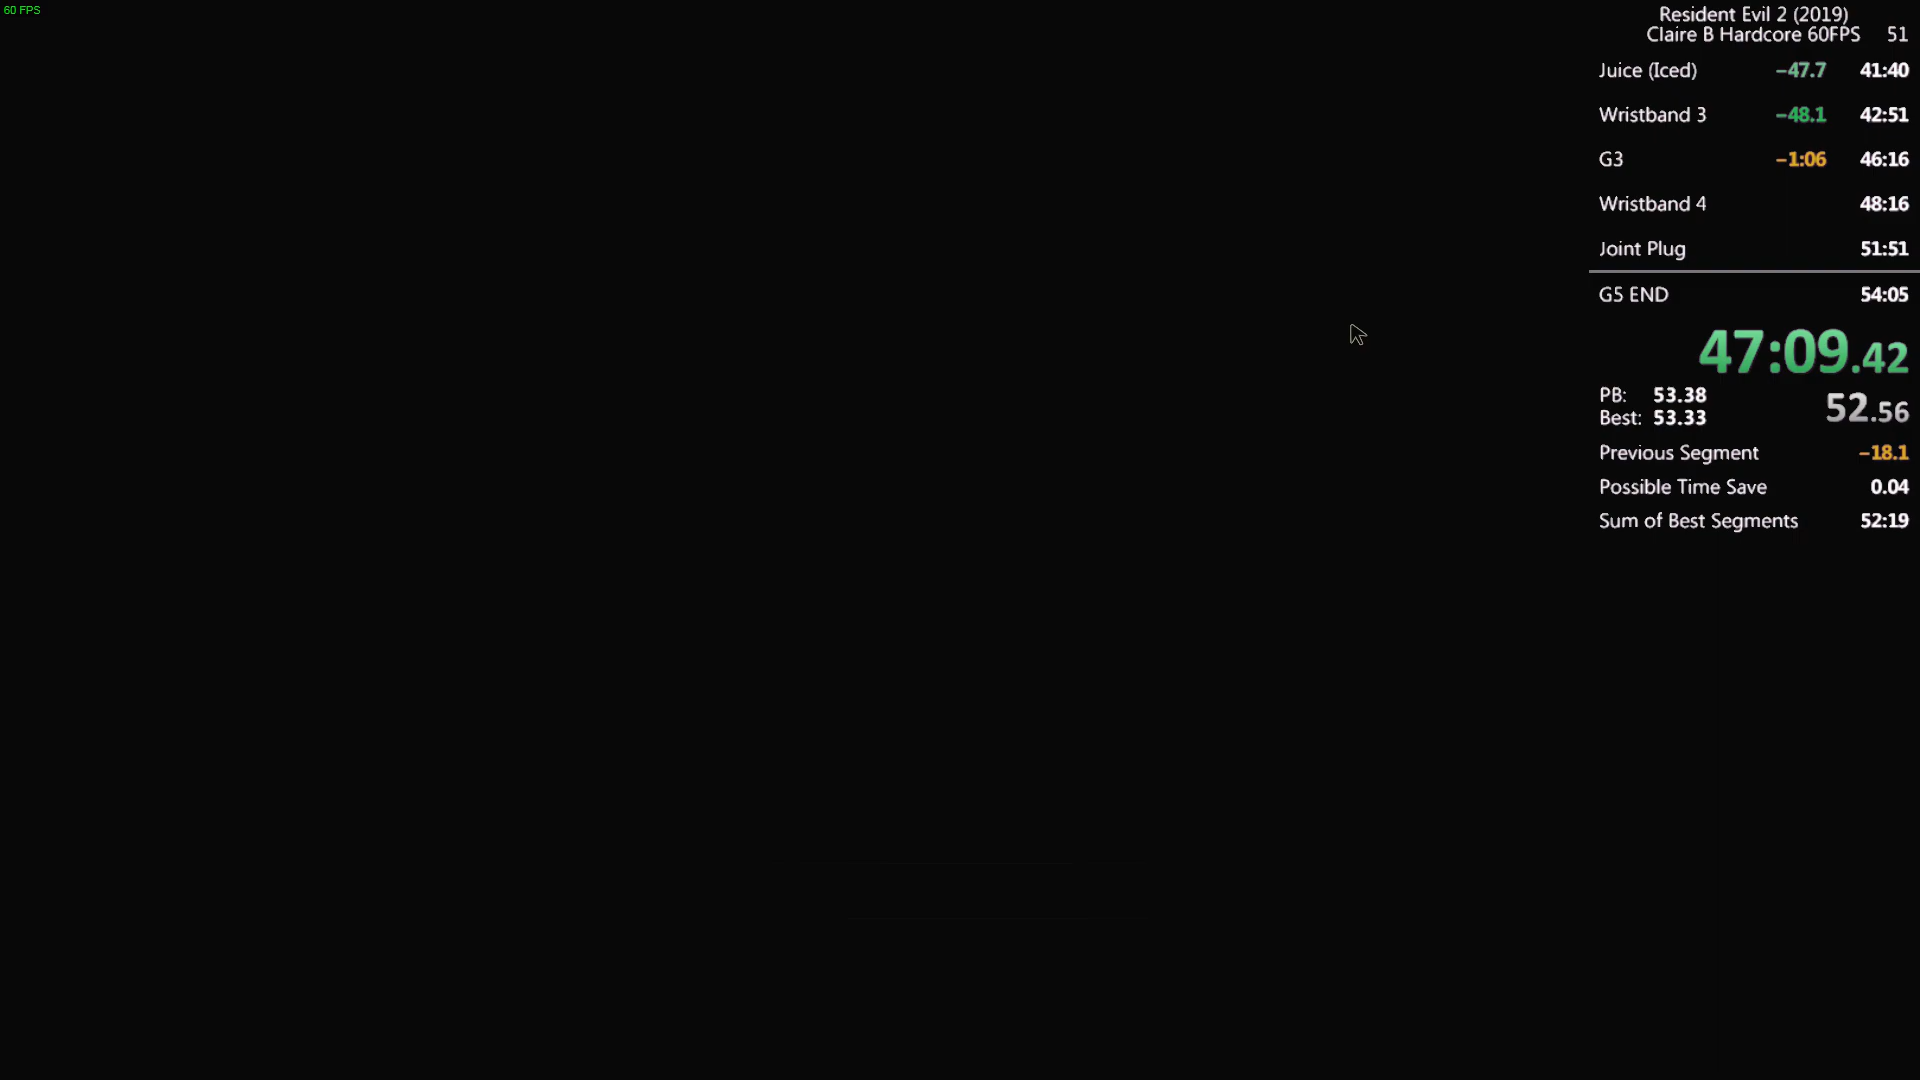 60 FPS
Resident Evil 2 (2019)
Claire B Hardcore 60FPS 51
Juice (Iced) −47.7 41:40
Wristband 3 −48.1 42:51
G3 −1:06 46:16
Wristband 4 48:16
Joint Plug 51:51
G5 END 54:05
47:09.42
PB: 53.38
Best: 53.33
52.56
Previous Segment −18.1
Possible Time Save 0.04
Sum of Best Segments 52:19